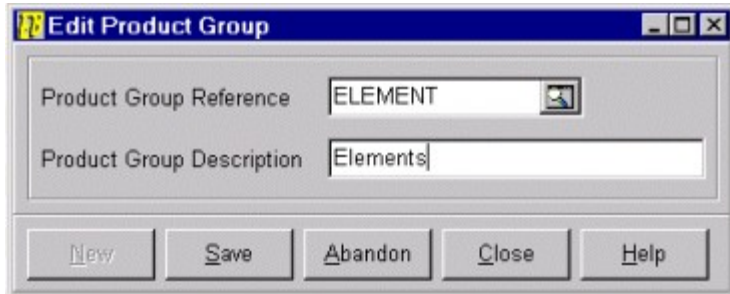 Edit Product Group
Product Group Reference ELEMENT
Product Group Description Elements
New Save Abandon Close Help